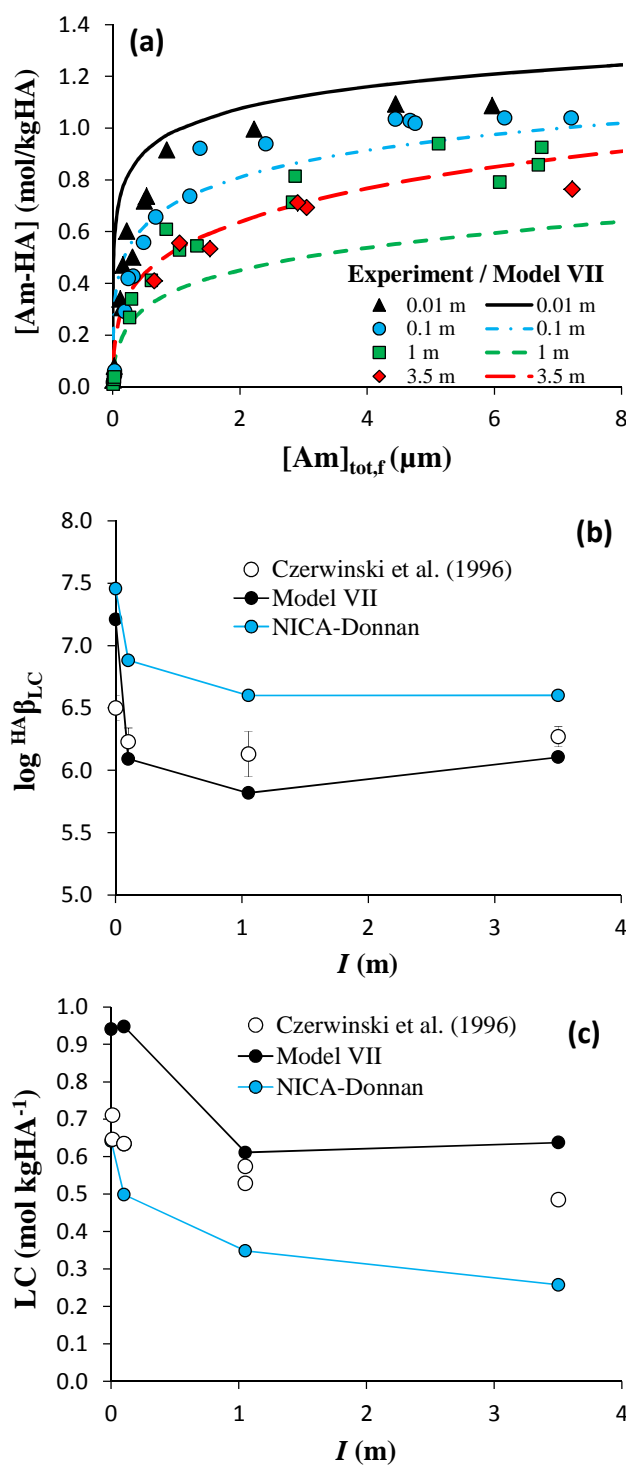 (a)
1.4
1.2
1.0
0.8
0.6
0.4
0.2
0.0
[Am-HA] (mol/kgHA)
Experiment / Model VII
0.01 m 0.01 m
0.1 m 0.1 m
1 m 1 m
3.5 m 3.5 m
0 2 4 6 8
[Am]tot,f (µm)
(b)
8.0
7.5
7.0
6.5
6.0
5.5
5.0
log HAβLC
Czerwinski et al. (1996)
Model VII
NICA-Donnan
0 1 2 3 4
I (m)
(c)
1.0
0.9
0.8
0.7
0.6
0.5
0.4
0.3
0.2
0.1
0.0
LC (mol kgHA-1)
Czerwinski et al. (1996)
Model VII
NICA-Donnan
0 1 2 3 4
I (m)